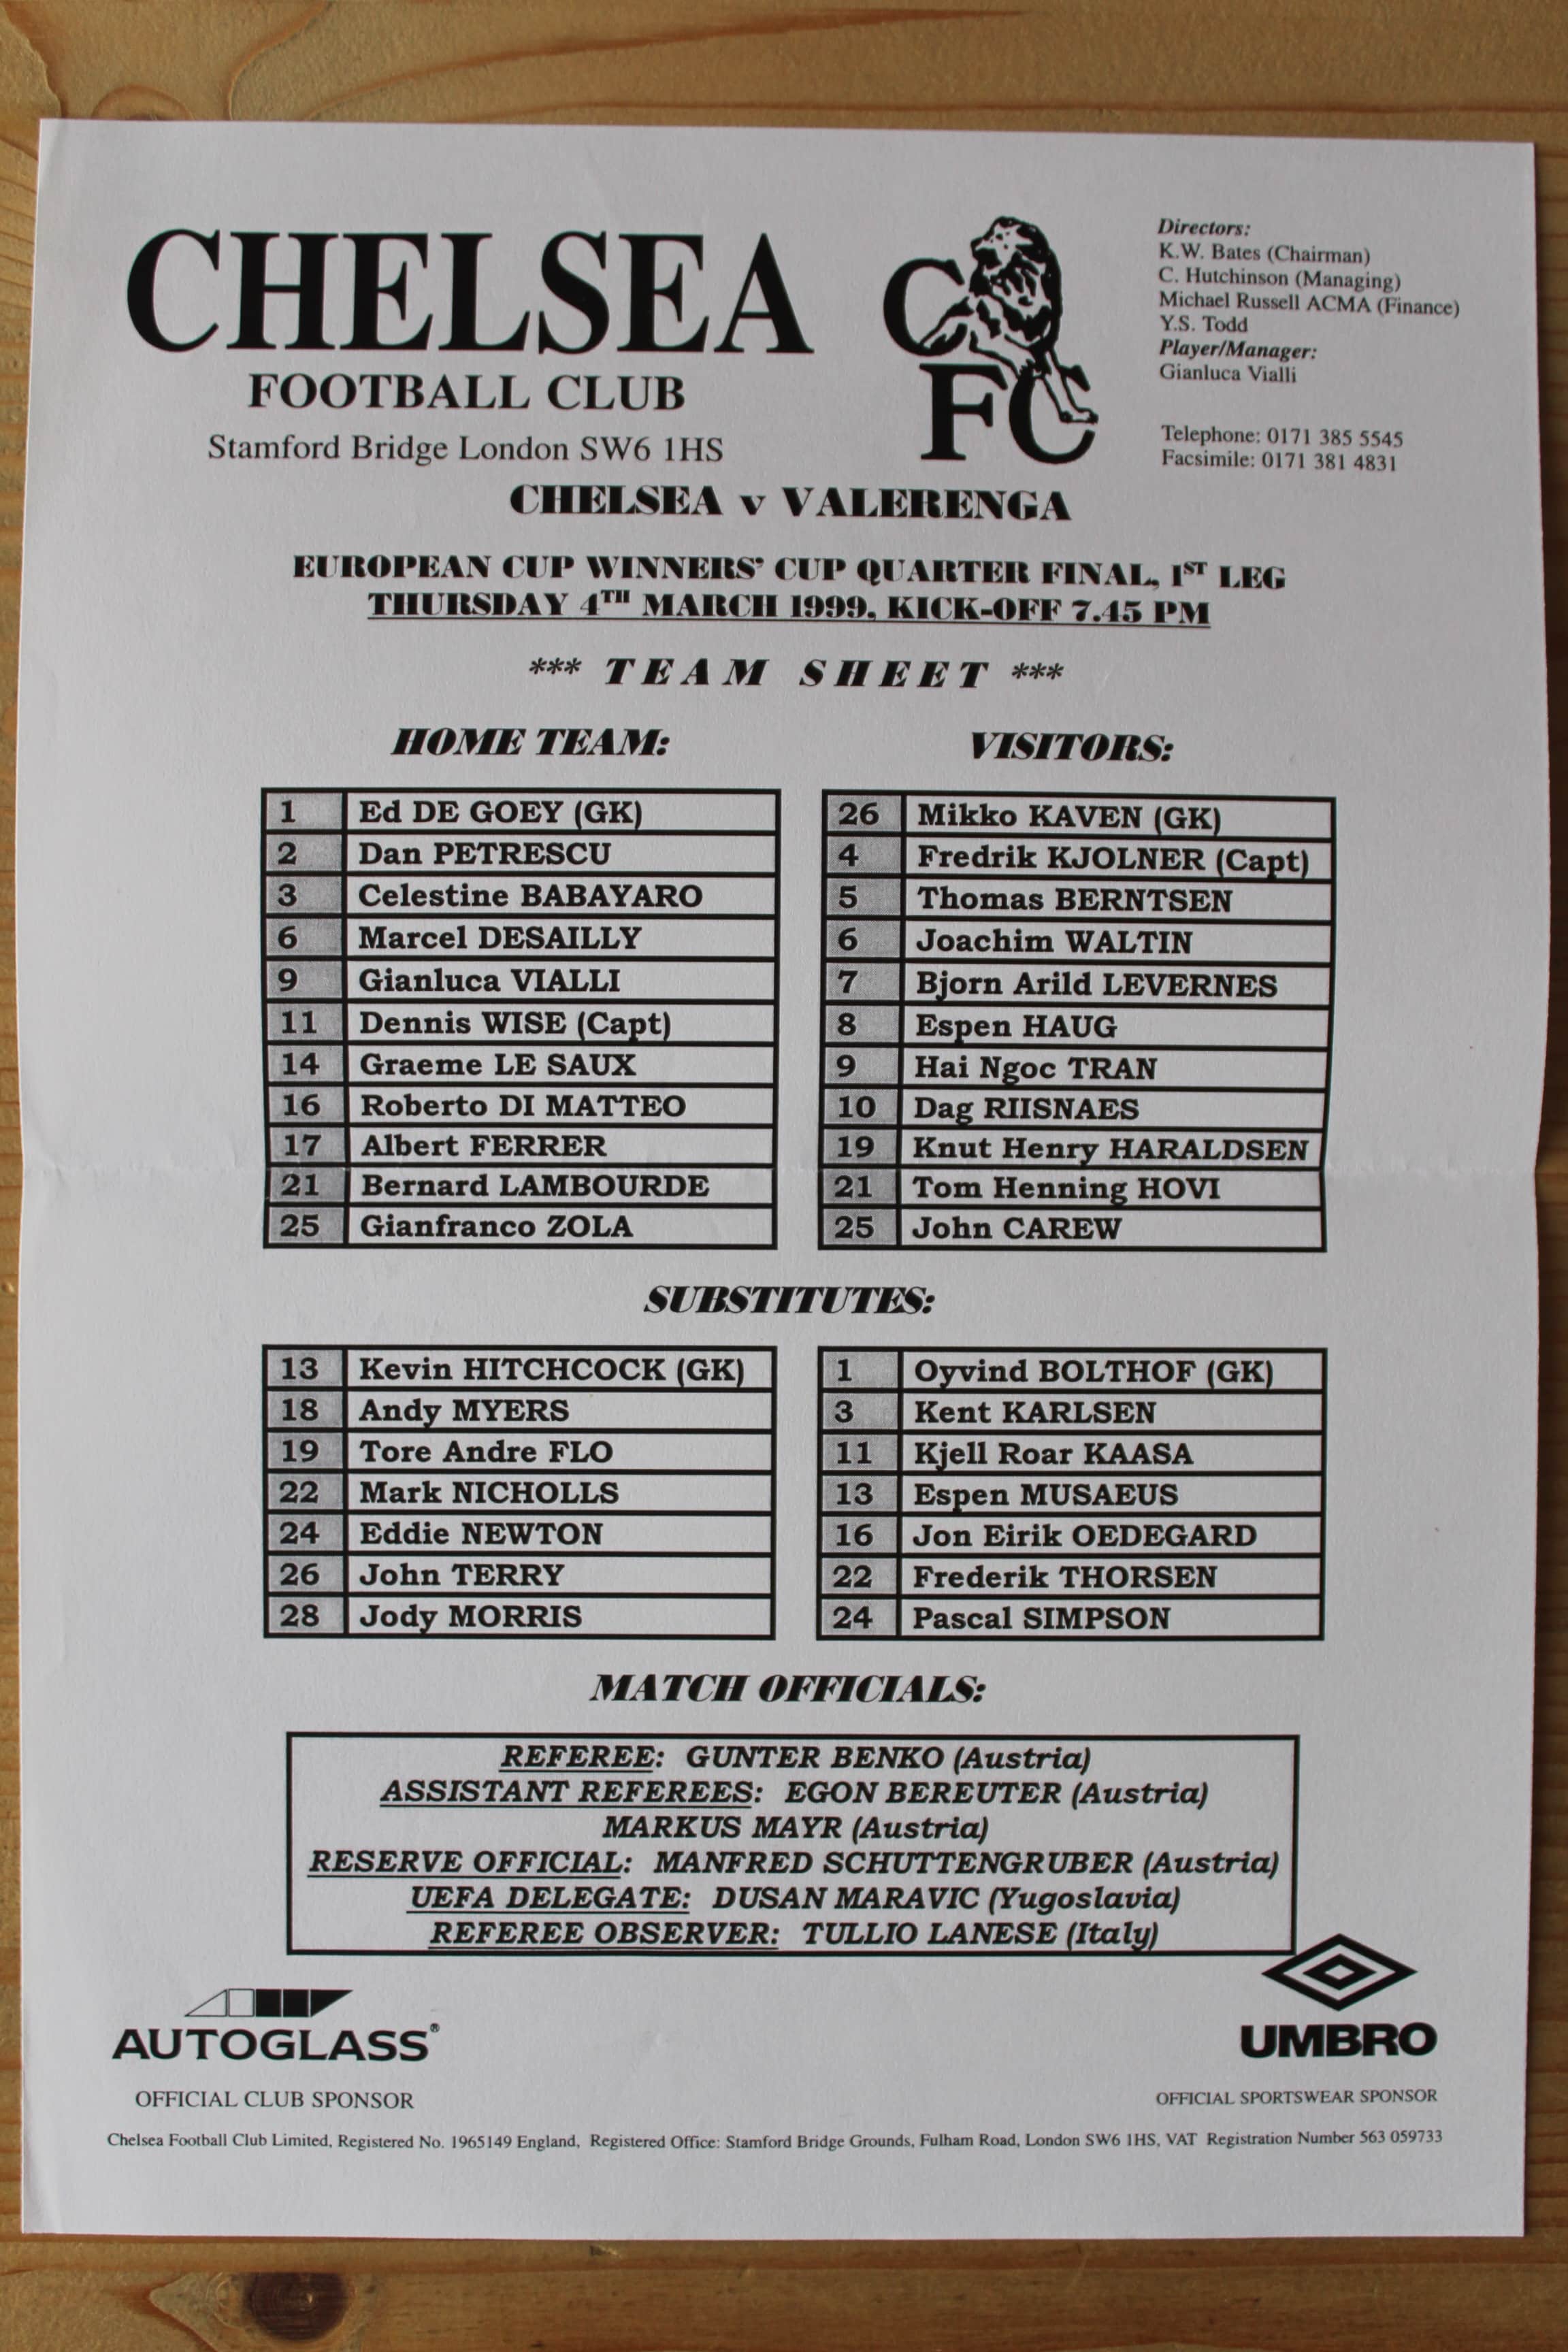 CHELSEA
FOOTBALL CLUB
Stamford Bridge London SW6 1HS
C
FC
Directors:
K.W. Bates (Chairman)
C. Hutchinson (Managing)
Michael Russell ACMA (Finance)
Y.S. Todd
Player/Manager:
Gianluca Vialli
Telephone: 0171 385 5545
Facsimile: 0171 381 4831
CHELSEA v VALERENGA
EUROPEAN CUP WINNERS' CUP QUARTER FINAL, 1ST LEG
THURSDAY 4TH MARCH 1999, KICK-OFF 7.45 PM
*** TEAM SHEET ***
HOME TEAM:
1 Ed DE GOEY (GK)
2 Dan PETRESCU
3 Celestine BABAYARO
6 Marcel DESAILLY
9 Gianluca VIALLI
11 Dennis WISE (Capt)
14 Graeme LE SAUX
16 Roberto DI MATTEO
17 Albert FERRER
21 Bernard LAMBOURDE
25 Gianfranco ZOLA
VISITORS:
26 Mikko KAVEN (GK)
4 Fredrik KJOLNER (Capt)
5 Thomas BERNTSEN
6 Joachim WALTIN
7 Bjorn Arild LEVERNES
8 Espen HAUG
9 Hai Ngoc TRAN
10 Dag RIISNAES
19 Knut Henry HARALDSEN
21 Tom Henning HOVI
25 John CAREW
SUBSTITUTES:
13 Kevin HITCHCOCK (GK)
18 Andy MYERS
19 Tore Andre FLO
22 Mark NICHOLLS
24 Eddie NEWTON
26 John TERRY
28 Jody MORRIS
1 Oyvind BOLTHOF (GK)
3 Kent KARLSEN
11 Kjell Roar KAASA
13 Espen MUSAEUS
16 Jon Eirik OEDEGARD
22 Frederik THORSEN
24 Pascal SIMPSON
MATCH OFFICIALS:
REFEREE: GUNTER BENKO (Austria)
ASSISTANT REFEREES: EGON BEREUTER (Austria)
MARKUS MAYR (Austria)
RESERVE OFFICIAL: MANFRED SCHUTTENGRUBER (Austria)
UEFA DELEGATE: DUSAN MARAVIC (Yugoslavia)
REFEREE OBSERVER: TULLIO LANESE (Italy)
AUTOGLASS®
OFFICIAL CLUB SPONSOR
UMBRO
OFFICIAL SPORTSWEAR SPONSOR
Chelsea Football Club Limited, Registered No. 1965149 England, Registered Office: Stamford Bridge Grounds, Fulham Road, London SW6 1HS, VAT Registration Number 563 059733